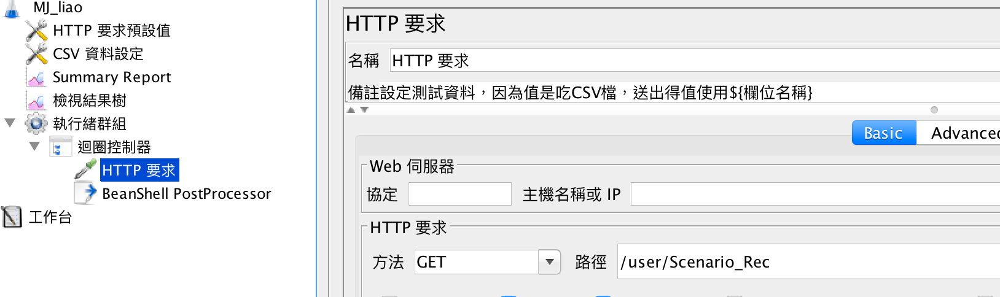 MJ_liao
HTTP 要求預設值
CSV 資料設定
Summary Report
檢視結果樹
執行緒群組
迴圈控制器
HTTP 要求
BeanShell PostProcessor
工作台
HTTP 要求
名稱 HTTP 要求
備註設定測試資料，因為值是吃CSV檔，送出得值使用${欄位名稱}
Basic Advanced
Web 伺服器
協定 主機名稱或 IP
HTTP 要求
方法 GET 路徑 /user/Scenario_Rec